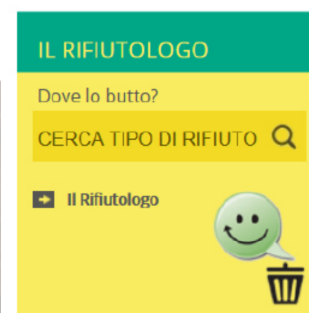 IL RIFIUTOLOGO
Dove lo butto?
CERCA TIPO DI RIFIUTO
Il Rifiutologo